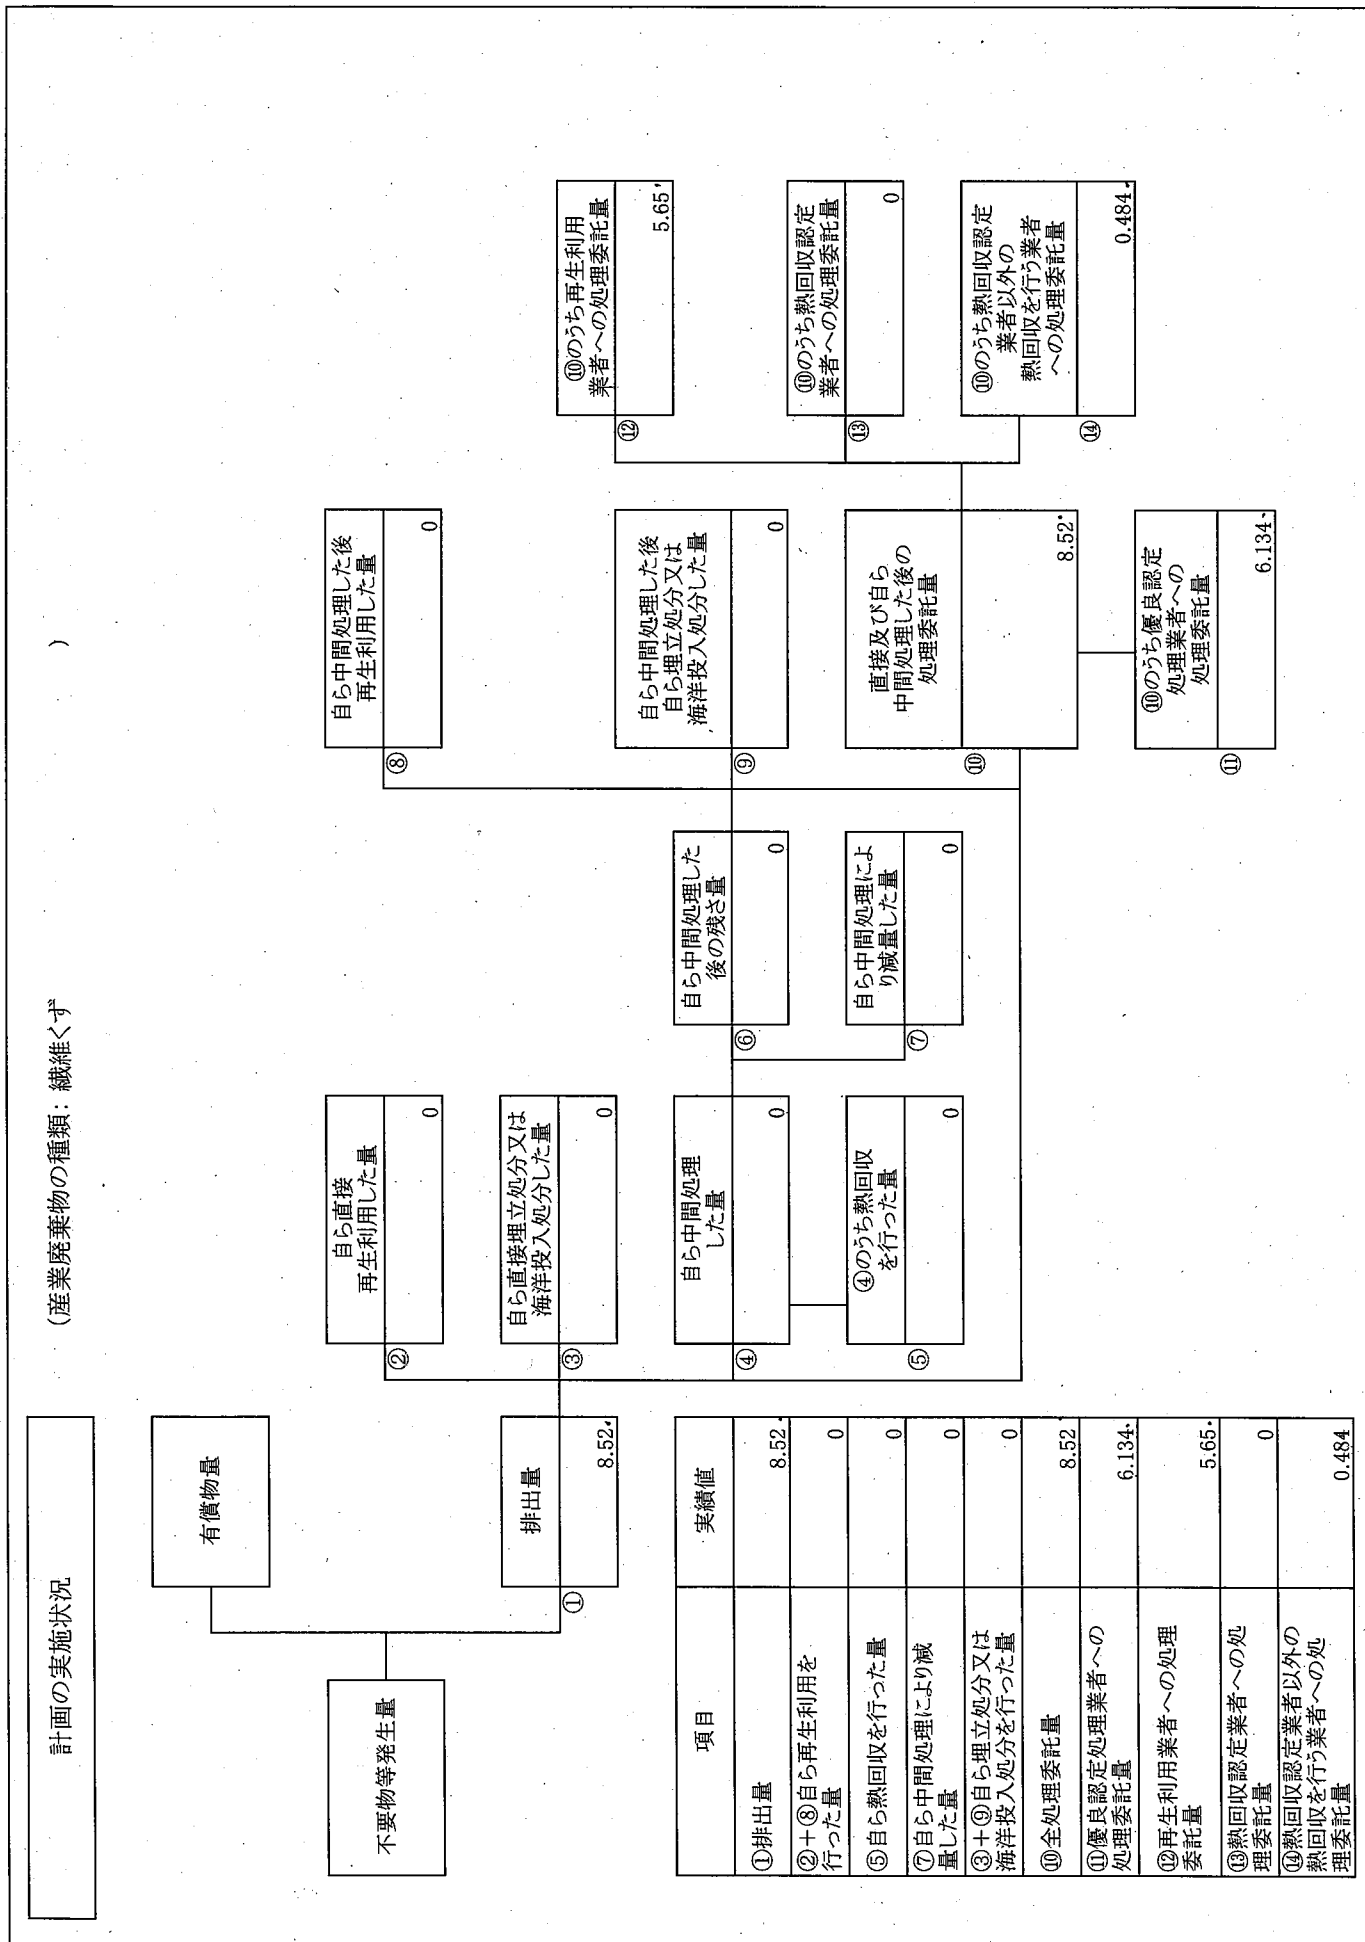 計画の実施状況
(産業廃棄物の種類: 繊維くず
)
不要物等発生量
有償物量
排出量
①
8.52
自ら直接
再生利用した量
②
0
自ら直接埋立処分又は
海洋投入処分した量
③
0
自ら中間処理
した量
④
0
④のうち熱回収
を行った量
⑤
0
自ら中間処理した
後の残さ量
⑥
0
自ら中間処理によ
り減量した量
⑦
0
自ら中間処理した後
再生利用した量
⑧
0
自ら中間処理した後
自ら埋立処分又は
海洋投入処分した量
⑨
0
直接及び自ら
中間処理した後の
処理委託量
⑩
8.52
⑩のうち優良認定
処理業者への
処理委託量
⑪
6.134
⑩のうち再生利用
業者への処理委託量
⑫
5.65
⑩のうち熱回収認定
業者への処理委託量
⑬
0
⑩のうち熱回収認定
業者以外の
熱回収を行う業者
への処理委託量
⑭
0.484
項目 実績値
①排出量 8.52
②+⑧自ら再生利用を
行った量 0
⑤自ら熱回収を行った量 0
⑦自ら中間処理により減
量した量 0
③+⑨自ら埋立処分又は
海洋投入処分を行った量 0
⑩全処理委託量 8.52
⑪優良認定処理業者への
処理委託量 6.134
⑫再生利用業者への処理
委託量 5.65
⑬熱回収認定業者への処
理委託量 0
⑭熱回収認定業者以外の
熱回収を行う業者への処
理委託量 0.484